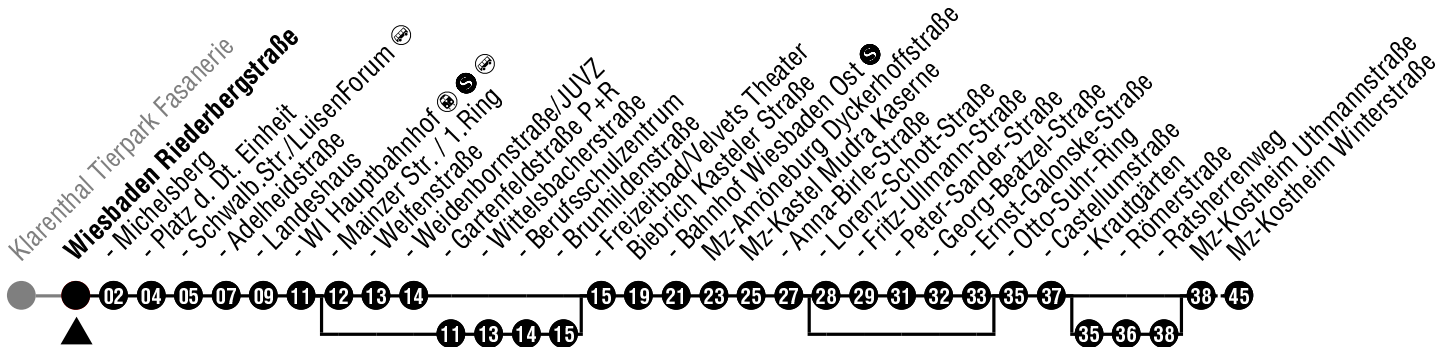 Klarenthal Tierpark Fasanerie
Wiesbaden Riederbergstraße
- Michelsberg
- Platz d. Dt. Einheit
- Schwalb.Str./LuisenForum
- Adelheidstraße
- Landeshaus
- WI Hauptbahnhof S
- Mainzer Str. / 1.Ring
- Welfenstraße
- Weidenbornstraße/JUVZ
- Gartenfeldstraße P+R
- Wittelsbacherstraße
- Berufsschulzentrum
- Brunhildenstraße
- Freizeitbad/Velvets Theater
Biebrich Kasteler Straße
- Bahnhof Wiesbaden Ost S
Mz-Amöneburg Dyckerhoffstraße
Mz-Kastel Mudra Kaserne
- Anna-Birle-Straße
- Lorenz-Schott-Straße
- Fritz-Ullmann-Straße
- Peter-Sander-Straße
- Georg-Beatzel-Straße
- Ernst-Galonske-Straße
- Otto-Suhr-Ring
- Castellumstraße
- Krautgärten
- Römerstraße
- Ratsherrenweg
Mz-Kostheim Uthmannstraße
Mz-Kostheim Winterstraße
02 04 05 07 09 11 12 13 14 15 19 21 23 25 27 28 29 31 32 33 35 37 38 45
11 13 14 15 35 36 38